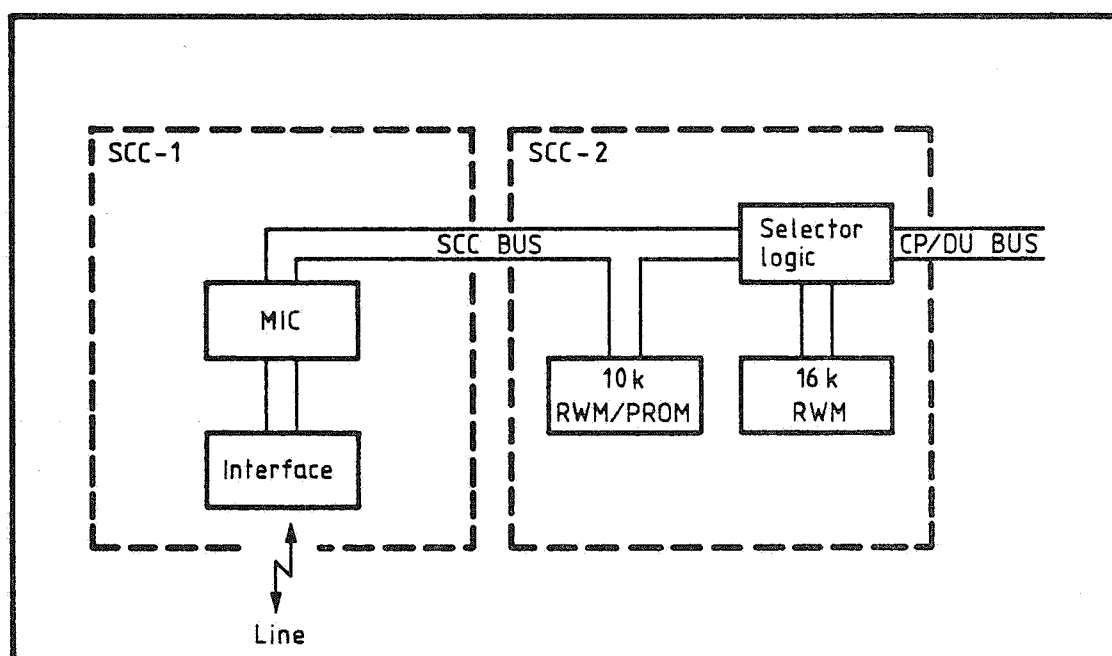 SCC-1
SCC-2
SCC BUS
Selector
logic
CP/DU BUS
MIC
10k
RWM/PROM
16k
RWM
Interface
Line